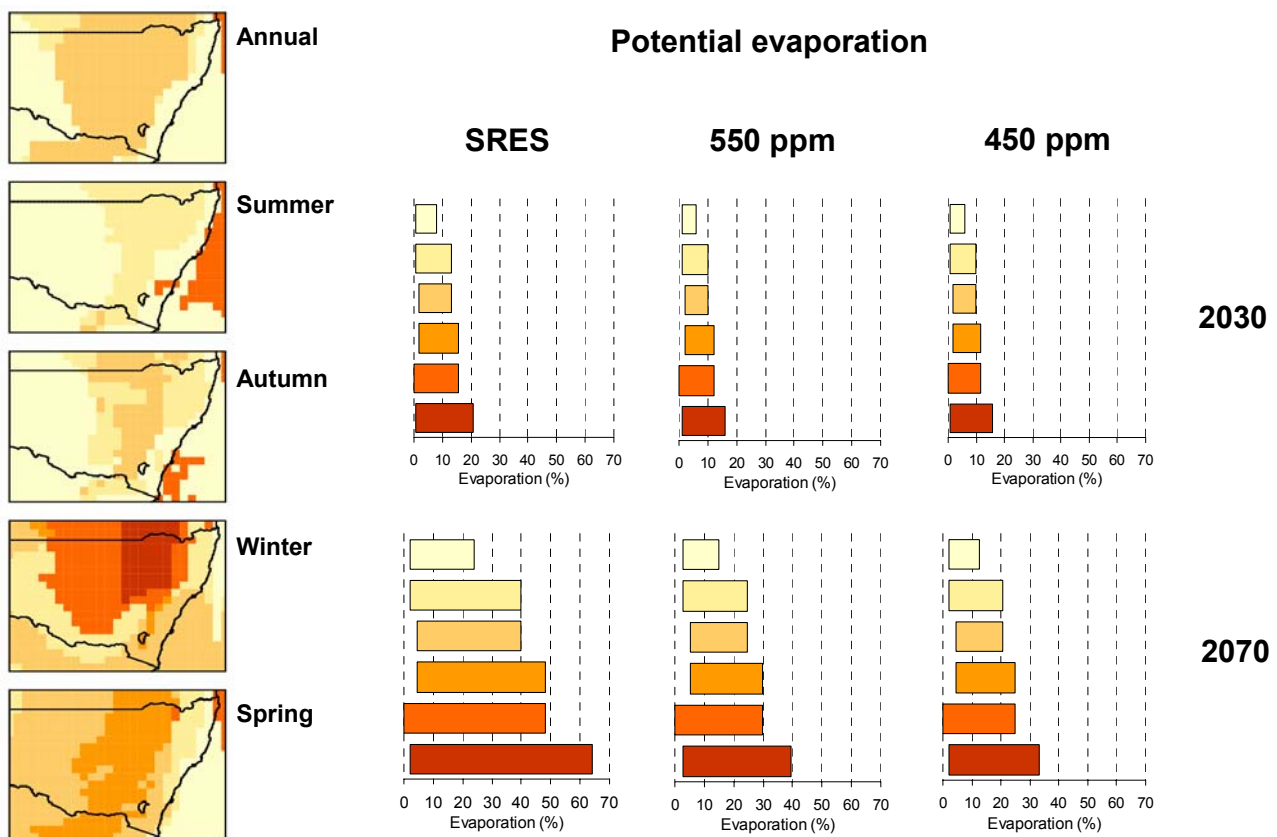 Annual
Potential evaporation
SRES 550 ppm 450 ppm
Summer
Autumn
2030
0 10 20 30 40 50 60 70 0 10 20 30 40 50 60 70 0 10 20 30 40 50 60 70
Evaporation (%) Evaporation (%) Evaporation (%)
Winter
2070
Spring
0 10 20 30 40 50 60 70 0 10 20 30 40 50 60 70 0 10 20 30 40 50 60 70
Evaporation (%) Evaporation (%) Evaporation (%)